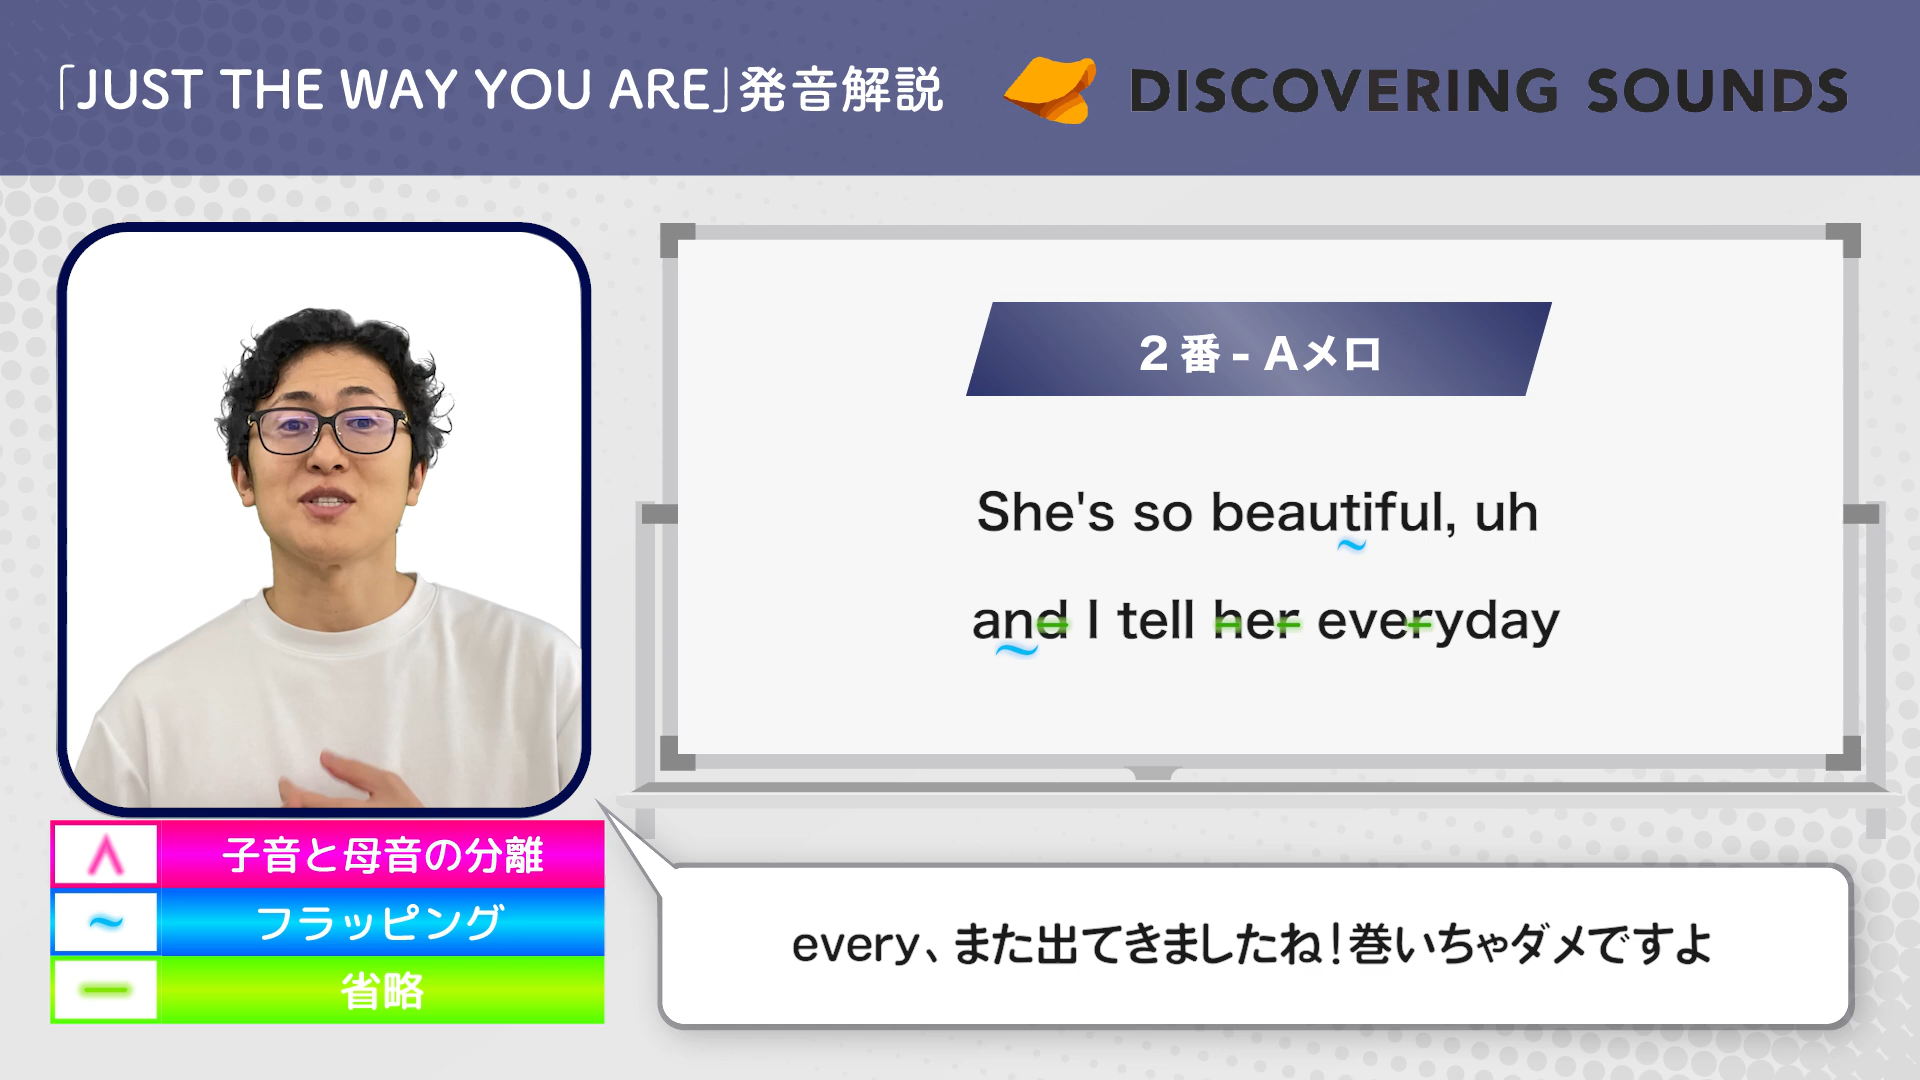 「JUST THE WAY YOU ARE」発音解説
DISCOVERING SOUNDS
2番 - Aメロ
She's so beautiful, uh
~
and I tell her everyday
~
∧ 子音と母音の分離
~ フラッピング
— 省略
every、また出てきましたね！巻いちゃダメですよ